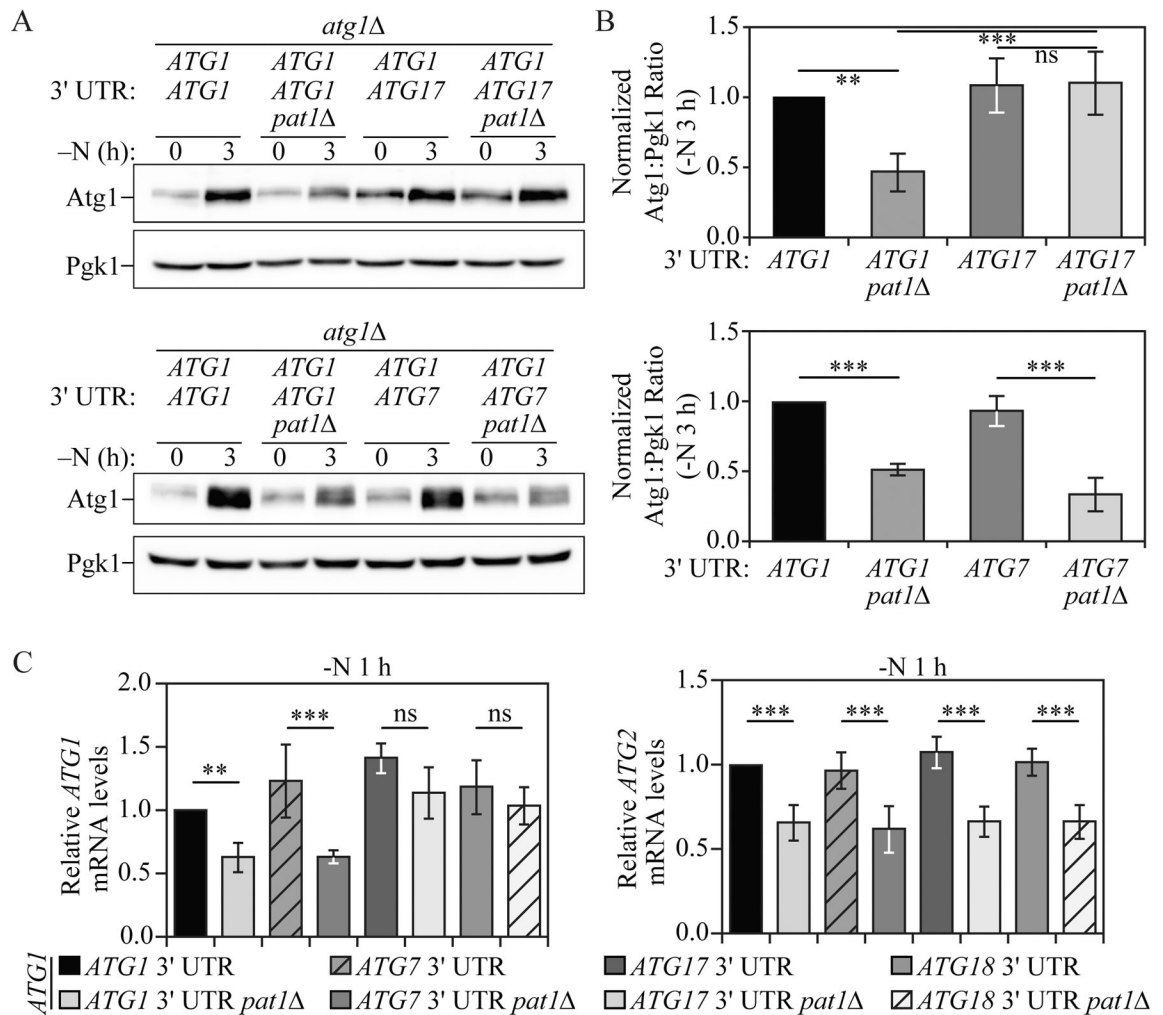 A
atg1Δ
ATG1 ATG1 ATG1 ATG1
3' UTR: ATG1 ATG1 ATG17 ATG17
pat1Δ pat1Δ
–N (h): 0 3 0 3 0 3 0 3
Atg1
Pgk1
atg1Δ
ATG1 ATG1 ATG1 ATG1
3' UTR: ATG1 ATG1 ATG7 ATG7
pat1Δ pat1Δ
–N (h): 0 3 0 3 0 3 0 3
Atg1
Pgk1
B
Normalized
Atg1:Pgk1 Ratio
(-N 3 h)
1.5
1.0
0.5
0.0
** *** ns
3' UTR: ATG1 ATG1 ATG17 ATG17
pat1Δ pat1Δ
Normalized
Atg1:Pgk1 Ratio
(-N 3 h)
1.5
1.0
0.5
0.0
*** ***
3' UTR: ATG1 ATG1 ATG7 ATG7
pat1Δ pat1Δ
C
-N 1 h
Relative ATG1
mRNA levels
2.0
1.5
1.0
0.5
0.0
** *** ns ns
-N 1 h
Relative ATG2
mRNA levels
1.5
1.0
0.5
0.0
*** *** *** ***
ATG1
ATG1 3' UTR ATG7 3' UTR ATG17 3' UTR ATG18 3' UTR
ATG1 3' UTR pat1Δ ATG7 3' UTR pat1Δ ATG17 3' UTR pat1Δ ATG18 3' UTR pat1Δ